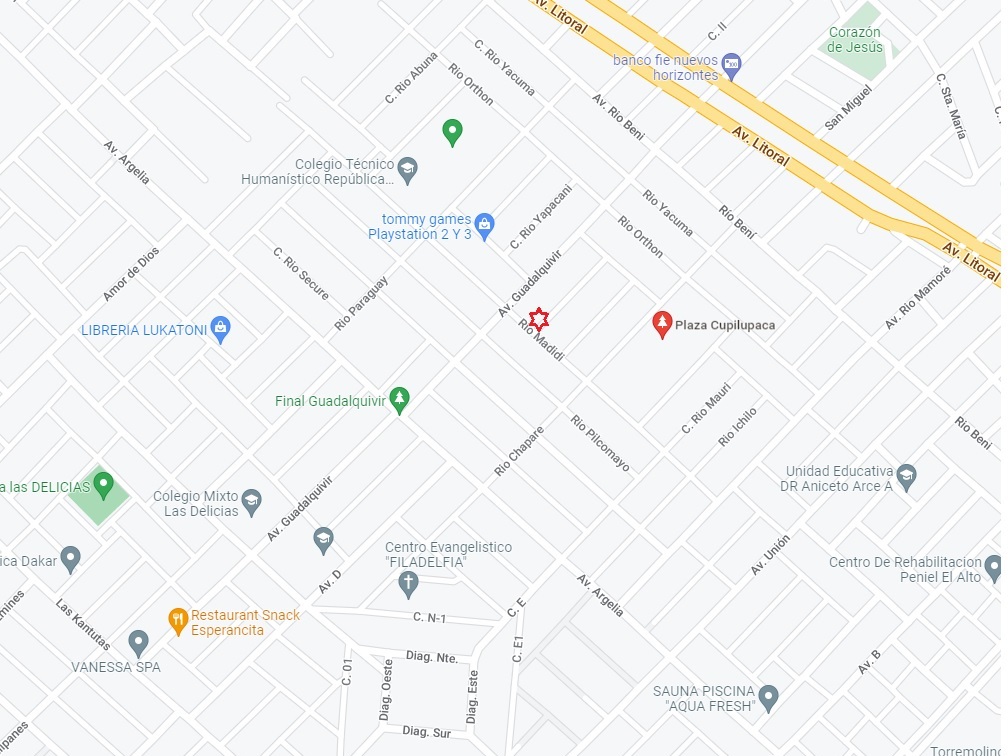 Av. Litoral
C. II
Corazón
de Jesús
banco fie nuevos
horizontes
C. Rio Abuna
C. Rio Yacuma
Rio Orthon
Av. Rio Beni
San Miguel
C. Sta. María
C.
Av. Litoral
Av. Argelia
Colegio Técnico
Humanístico República...
tommy games
Playstation 2 Y 3
C. Rio Yapacani
Rio Yacuma
Rio Orthon
Rio Beni
Av. Litoral
Amor de Dios
C. Rio Secure
Rio Paraguay
Av. Guadalquivir
Av. Rio Mamoré
LIBRERIA LUKATONI
Rio Madidi
Plaza Cupilupaca
Final Guadalquivir
C. Rio Mauri
Rio Ichilo
Rio Pilcomayo
Rio Chapare
Rio Beni
a las DELICIAS
Colegio Mixto
Las Delicias
Av. Guadalquivir
Unidad Educativa
DR Aniceto Arce A
ica Dakar
Centro Evangelistico
"FILADELFIA"
Av. D
Av. Unión
Centro De Rehabilitacion
Peniel El Alto
Las Kantutas
Restaurant Snack
Esperancita
C. N-1
C. E
Av. Argelia
VANESSA SPA
C. 01
Diag. Nte.
C. E1
Av. B
Diag. Oeste
Diag. Este
SAUNA PISCINA
"AQUA FRESH"
Diag. Sur
Torremolino